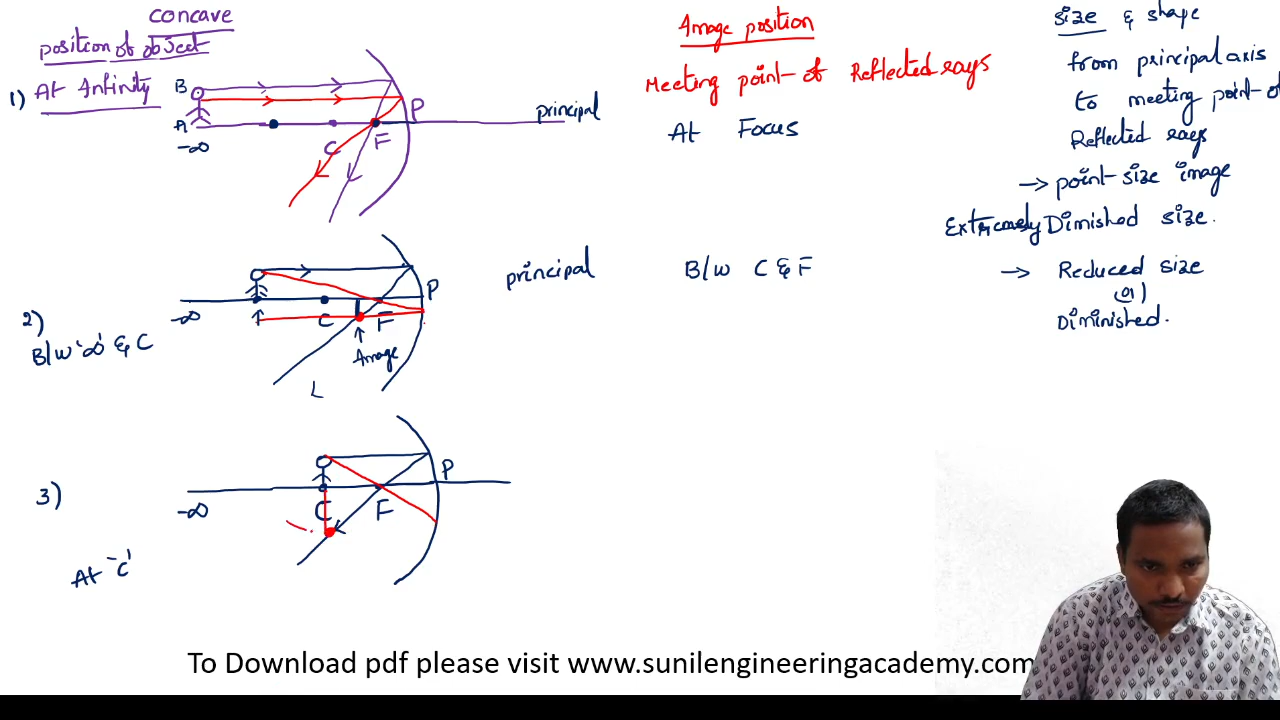 concave
position of object
1) At Infinity
B
A
-∞
C
F
P
principal
Image position
Meeting point of Reflected rays
At Focus
size & shape
from principal axis
to meeting point of
Reflected rays
→ point size image
Extremely Dimished size.
2)
B/w '∞' & C
-∞
C
F
P
Image
principal
B/w C & F
→ Reduced size
(or)
Diminished.
3)
At 'C'
-∞
C
F
P
To Download pdf please visit www.sunilengineeringacademy.com